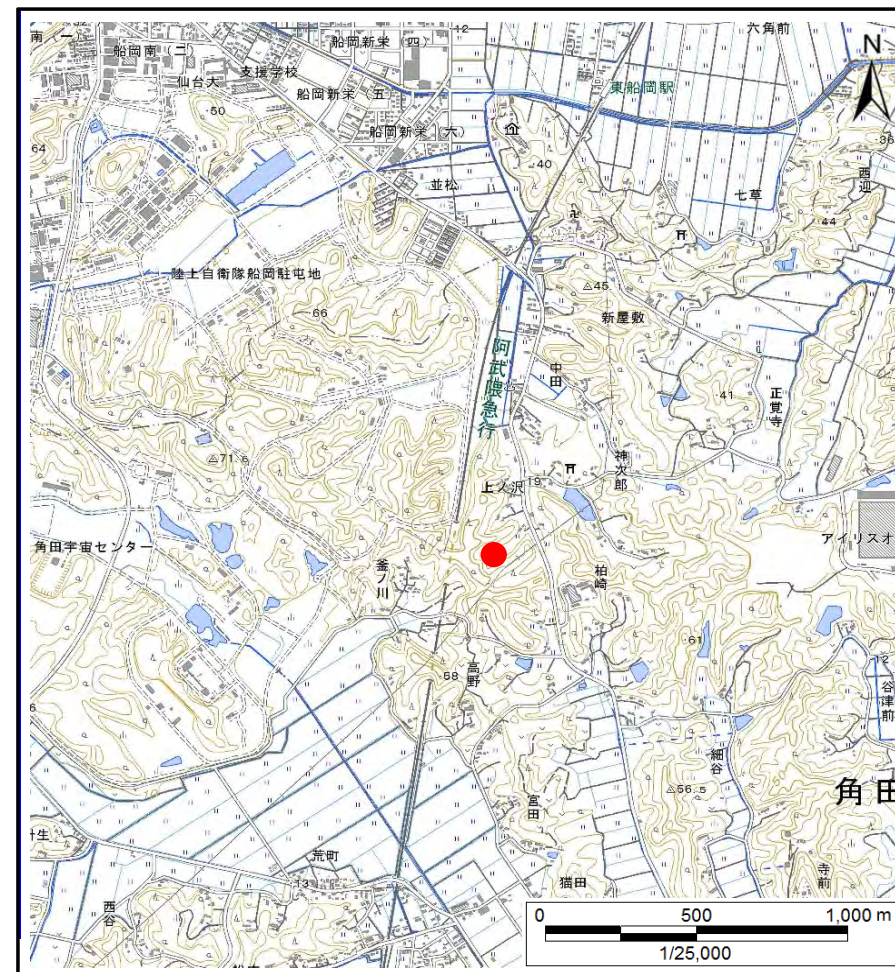 南(一)
52
船岡南(二)
船岡新栄(四)
12
六角前
N
仙台大
支援学校
東船岡駅
50
船岡新栄(五)
船岡新栄(六)
36
64
40
西迎
並松
七草
44
陸上自衛隊船岡駐屯地
45
66
新屋敷
阿武隈急行
中田
41
正覚寺
71.6
神次郎
上ノ沢
19
角田宇宙センター
アイリスオ
釜ノ川
柏崎
61
高野
12
58
谷津前
細谷
56.5
角田
宮田
荒町
猫田
13
西谷
寺前
0 500 1,000 m
1/25,000